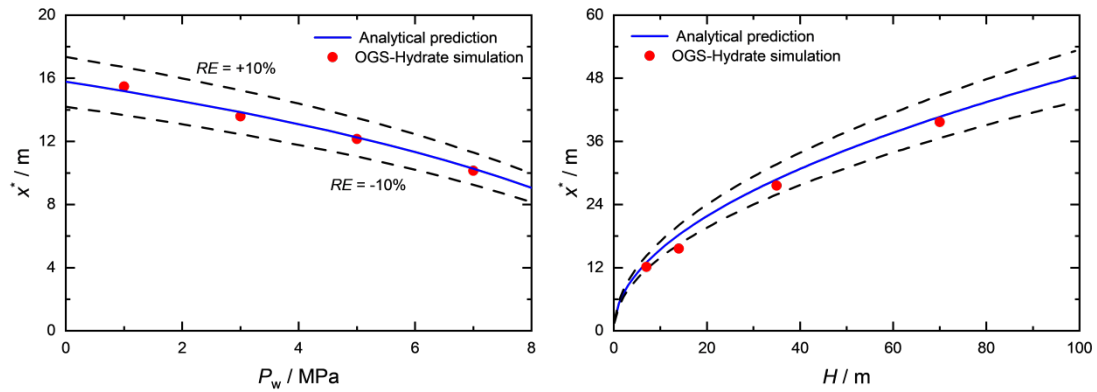 Analytical prediction
OGS-Hydrate simulation
RE = +10%
RE = -10%
20
16
12
8
4
0
x* / m
0 2 4 6 8
P_w / MPa
Analytical prediction
OGS-Hydrate simulation
60
48
36
24
12
0
x* / m
0 20 40 60 80 100
H / m